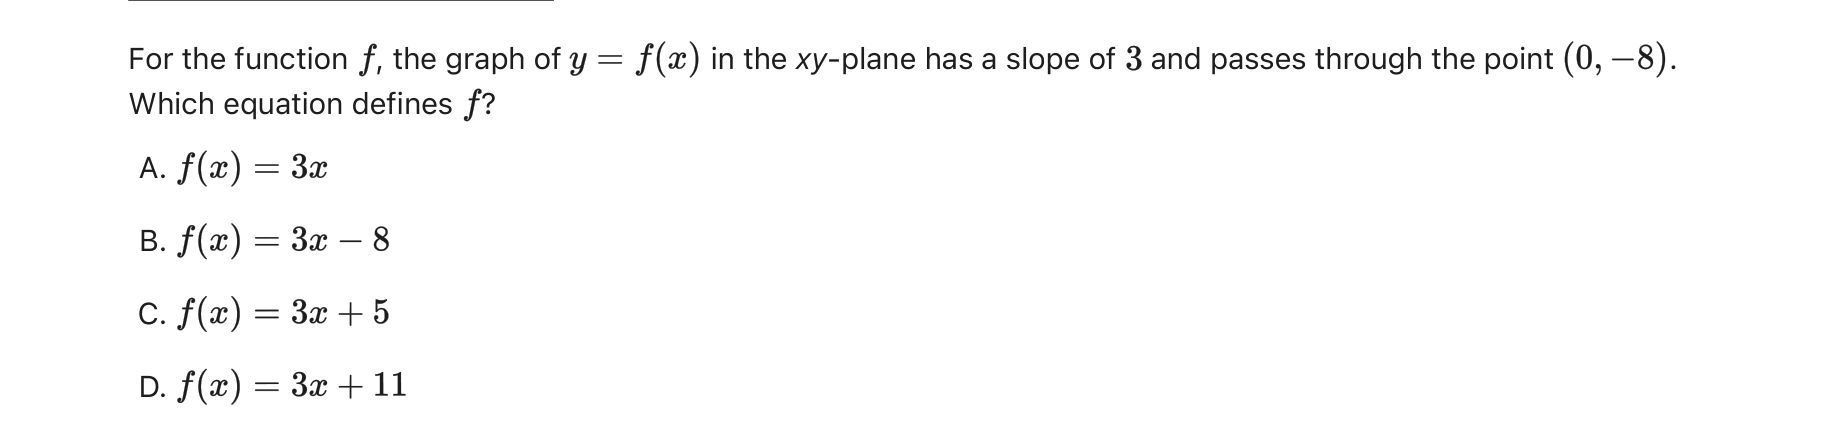 For the function f, the graph of y = f(x) in the xy-plane has a slope of 3 and passes through the point (0, −8).
Which equation defines f?
A. f(x) = 3x
B. f(x) = 3x − 8
C. f(x) = 3x + 5
D. f(x) = 3x + 11